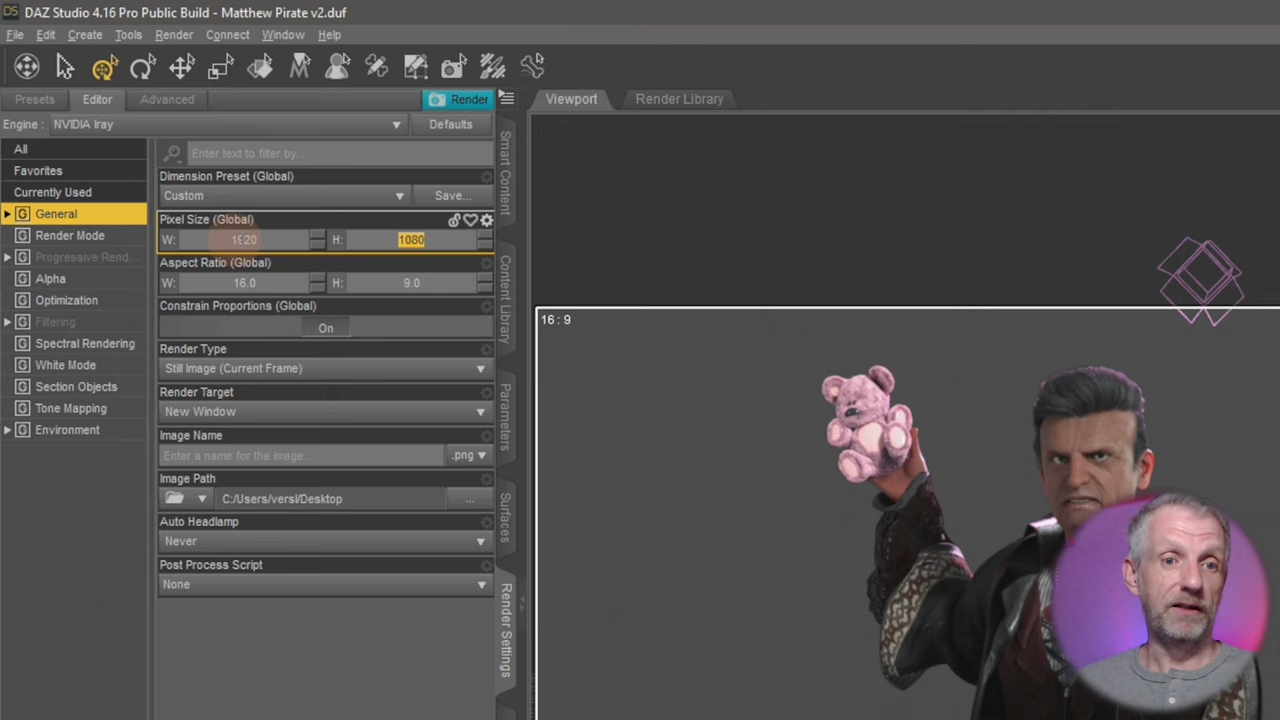 DS DAZ Studio 4.16 Pro Public Build - Matthew Pirate v2.duf
File Edit Create Tools Render Connect Window Help
Presets Editor Advanced Render
Engine : NVIDIA Iray Defaults
Viewport Render Library
All
Favorites
Currently Used
G General
G Render Mode
G Progressive Rend...
G Alpha
G Optimization
G Filtering
G Spectral Rendering
G White Mode
G Section Objects
G Tone Mapping
G Environment
Enter text to filter by...
Dimension Preset (Global)
Custom Save...
Pixel Size (Global)
W: 1920 H: 1080
Aspect Ratio (Global)
W: 16.0 H: 9.0
Constrain Proportions (Global)
On
Render Type
Still Image (Current Frame)
Render Target
New Window
Image Name
Enter a name for the image... .png
Image Path
C:/Users/versl/Desktop ...
Auto Headlamp
Never
Post Process Script
None
Smart Content
Content Library
Parameters
Surfaces
Render Settings
16 : 9